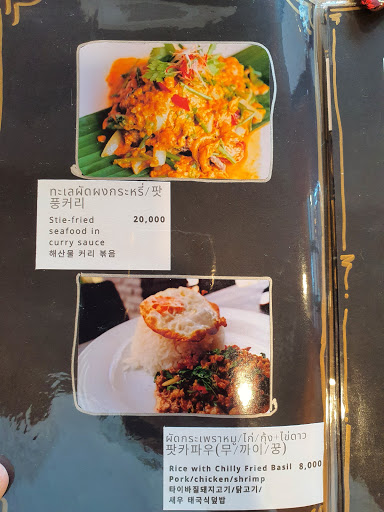 ทะเลผัดผงกระหรี่/팟
퐁커리
Stie-fried 20,000
seafood in
curry sauce
해산물 커리 볶음
ผัดกระเพราหมู/ไก่/กุ้ง+ไข่ดาว
팟카파우(무/까이/꿍)
Rice with Chilly Fried Basil 8,000
Pork/chicken/shrimp
타이바질돼지고기/닭고기/
새우 태국식덮밥